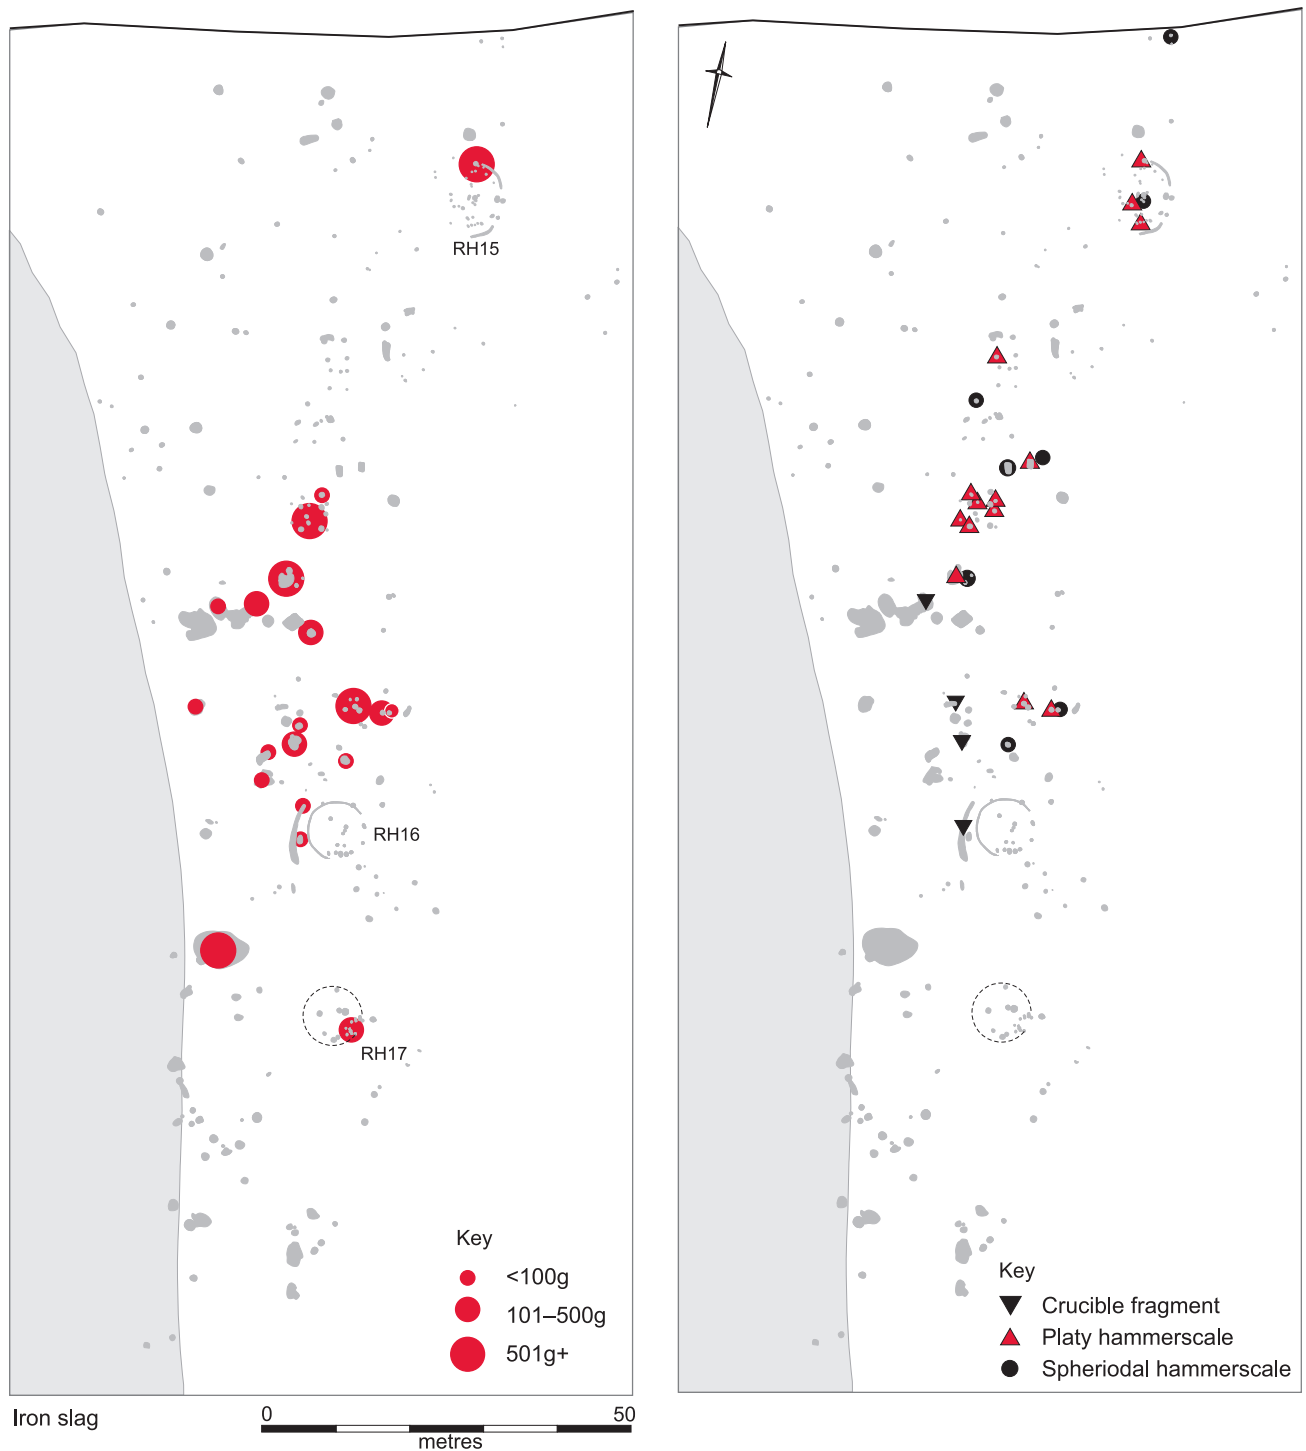 RH15
RH16
RH17
Key
<100g
101–500g
501g+
Iron slag
0 50
metres
Key
Crucible fragment
Platy hammerscale
Spheriodal hammerscale